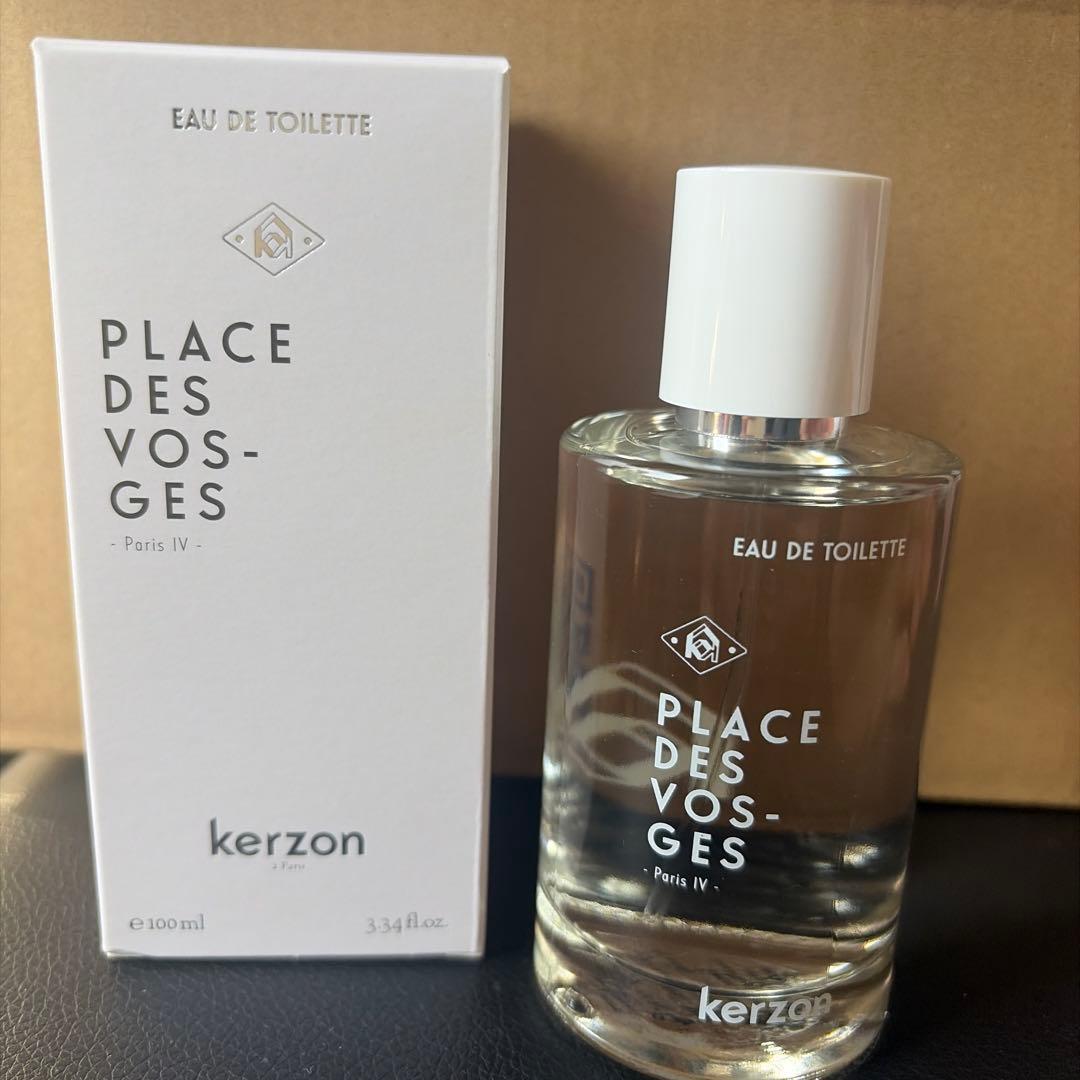 EAU DE TOILETTE
PLACE
DES
VOS-
GES
- Paris IV -
kerzon
à Paris
e 100 ml
3.34 fl.oz.
EAU DE TOILETTE
PLACE
DES
VOS-
GES
- Paris IV -
kerzon